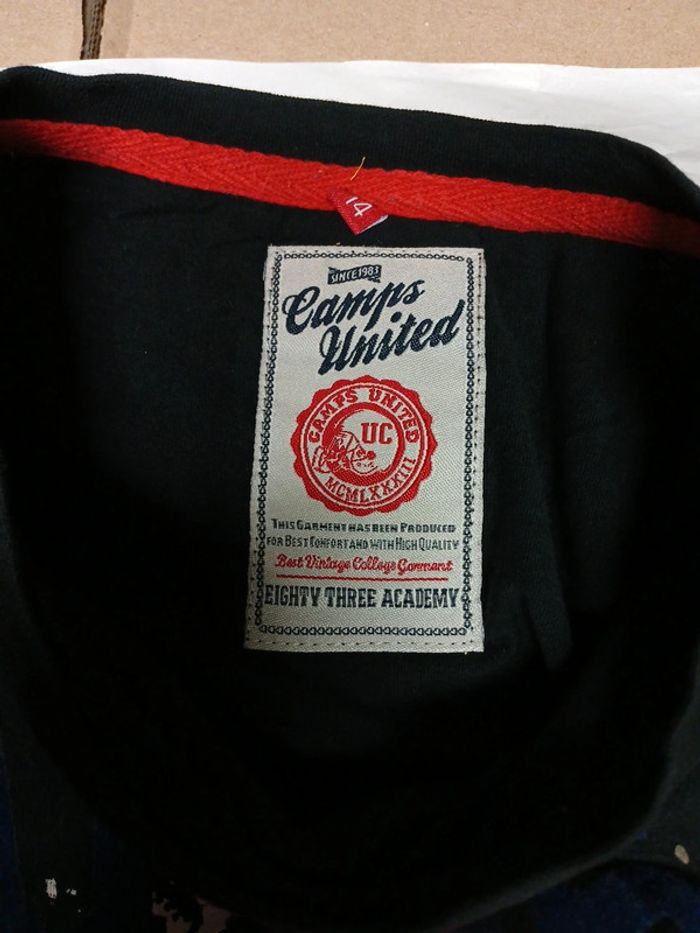 14
SINCE 1983
Camps
United
CAMPS UNITED
UC
MCMLXXXIII
THIS GARMENT HAS BEEN PRODUCED
FOR BEST CONFORT AND WITH HIGH QUALITY
Best Vintage College Garment
EIGHTY THREE ACADEMY